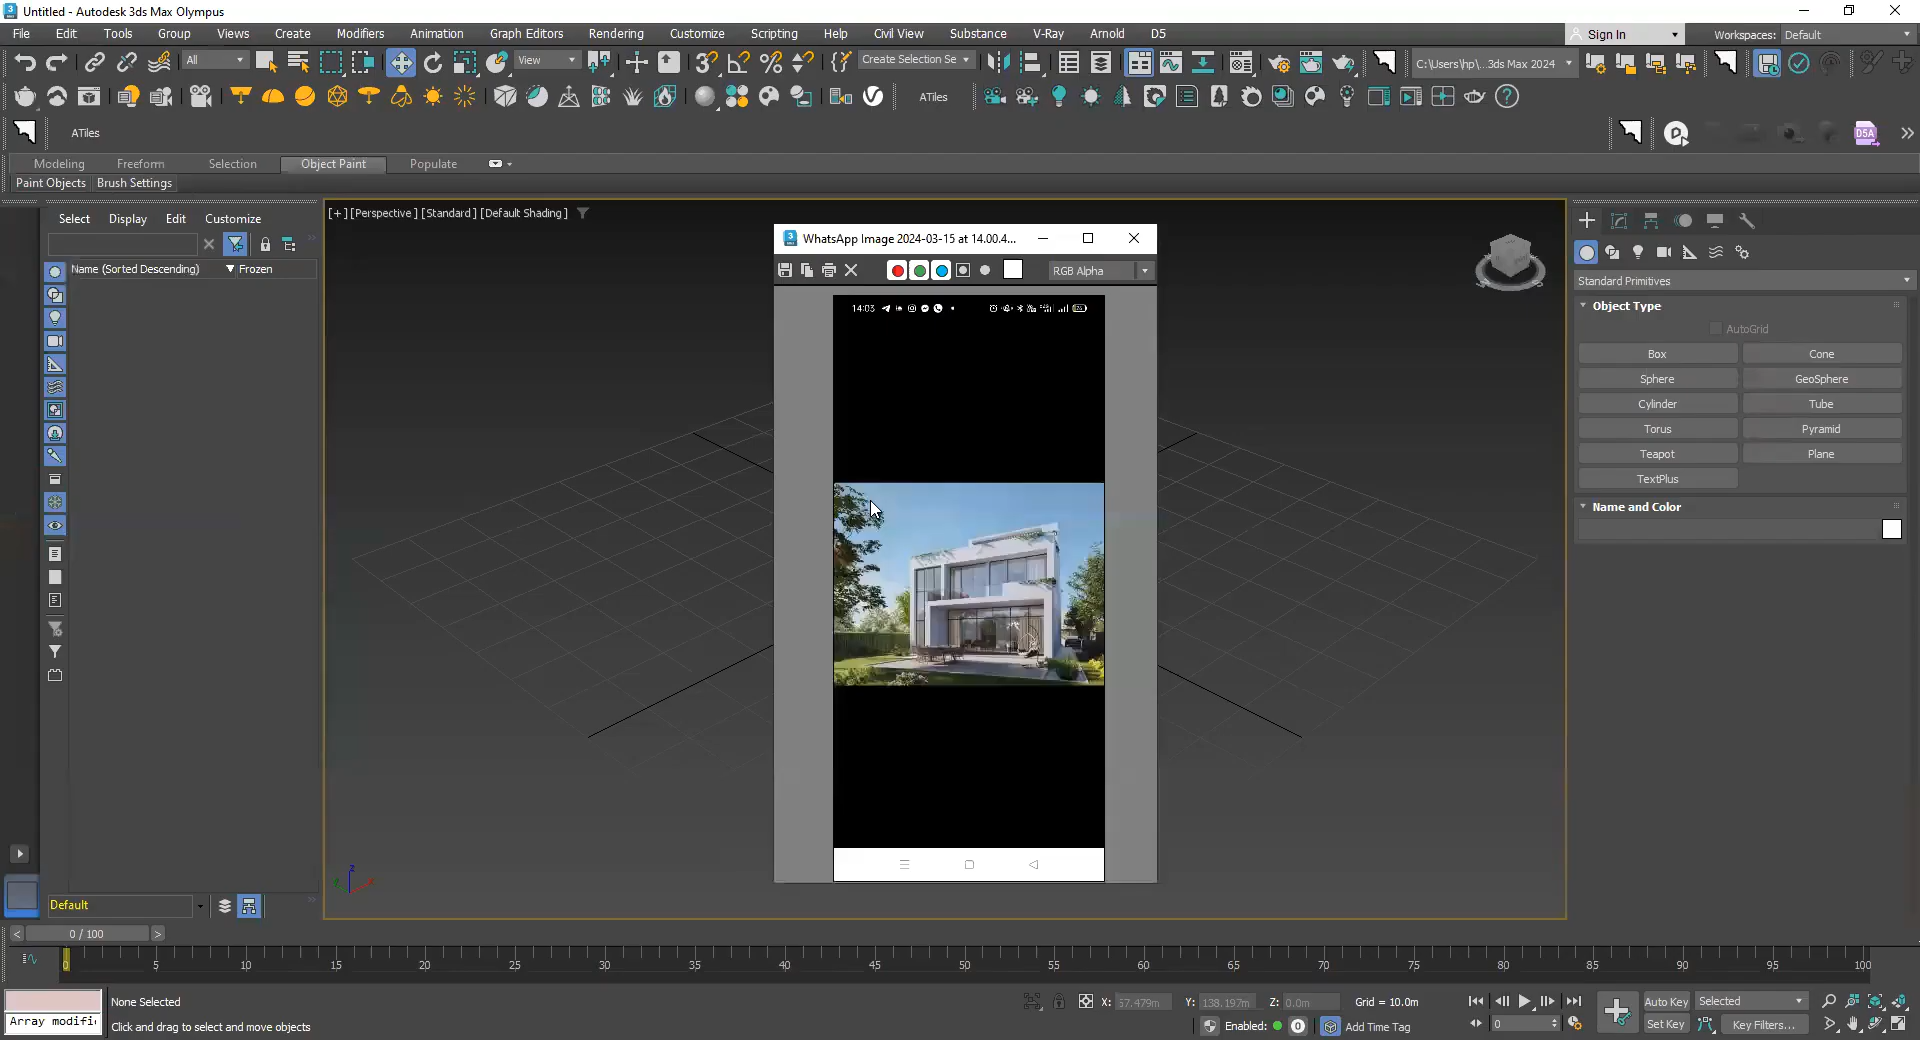 Untitled - Autodesk 3ds Max Olympus
File Edit Tools Group Views Create Modifiers Animation Graph Editors Rendering Customize Scripting Help Civil View Substance V-Ray Arnold D5
Sign In Workspaces: Default
All View Create Selection Se C:\Users\hp\...3ds Max 2024
ATiles
ATiles D5A
Modeling Freeform Selection Object Paint Populate
Paint Objects Brush Settings
Select Display Edit Customize
[+] [Perspective ] [Standard ] [Default Shading ]
Name (Sorted Descending) Frozen
WhatsApp Image 2024-03-15 at 14.00.4...
RGB Alpha
14:03
Standard Primitives
Object Type
AutoGrid
Box Cone
Sphere GeoSphere
Cylinder Tube
Torus Pyramid
Teapot Plane
TextPlus
Name and Color
z
x
y
Default
< 0 / 100 >
0 5 10 15 20 25 30 35 40 45 50 55 60 65 70 75 80 85 90 95 100
None Selected X: 57.479m Y: 138.197m Z: 0.0m Grid = 10.0m Auto Key Selected
Array modifi
Click and drag to select and move objects Enabled: 0 Add Time Tag 0 Set Key Key Filters...